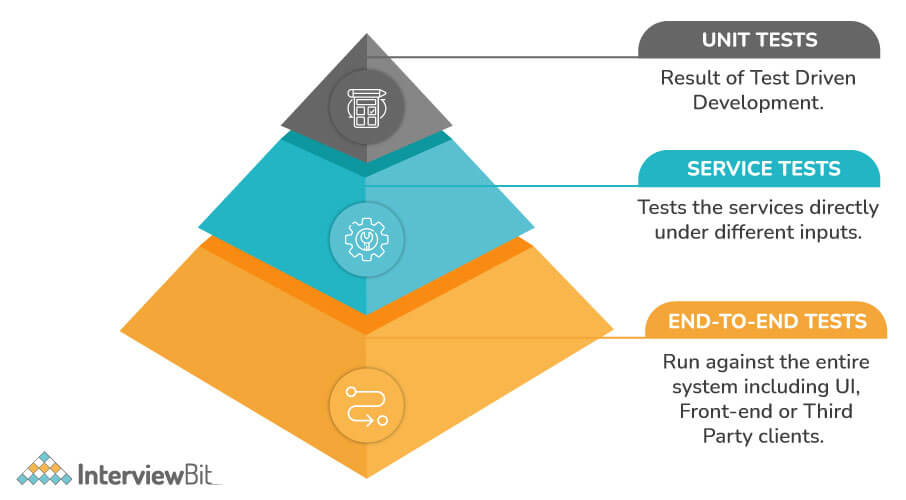 UNIT TESTS
Result of Test Driven
Development.
SERVICE TESTS
Tests the services directly
under different inputs.
END-TO-END TESTS
Run against the entire
system including UI,
Front-end or Third
Party clients.
InterviewBit